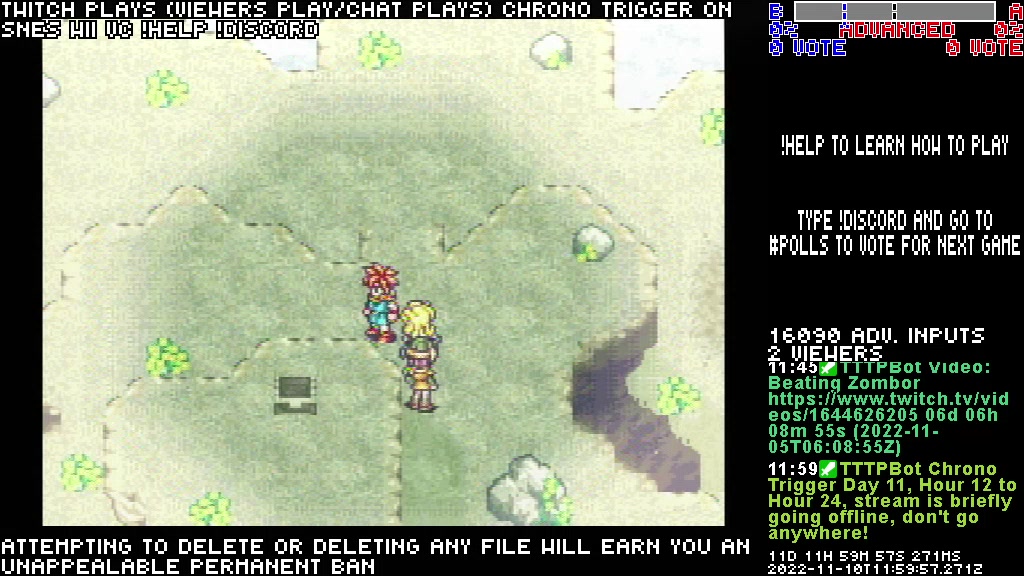 TWITCH PLAYS (VIEWERS PLAY/CHAT PLAYS) CHRONO TRIGGER ON
SNES WII VC !HELP !DISCORD
B A
0% ADVANCED 0%
0 VOTE 0 VOTE
!HELP TO LEARN HOW TO PLAY
TYPE !DISCORD AND GO TO
#POLLS TO VOTE FOR NEXT GAME
16090 ADV. INPUTS
2 VIEWERS
11:45 TTTPBot Video:
Beating Zombor
https://www.twitch.tv/vid
eos/1644626205 06d 06h
08m 55s (2022-11-
05T06:08:55Z)
11:59 TTTPBot Chrono
Trigger Day 11, Hour 12 to
Hour 24, stream is briefly
going offline, don't go
anywhere!
11D 11H 59M 57S 271MS
2022-11-10T11:59:57.271Z
ATTEMPTING TO DELETE OR DELETING ANY FILE WILL EARN YOU AN
UNAPPEALABLE PERMANENT BAN